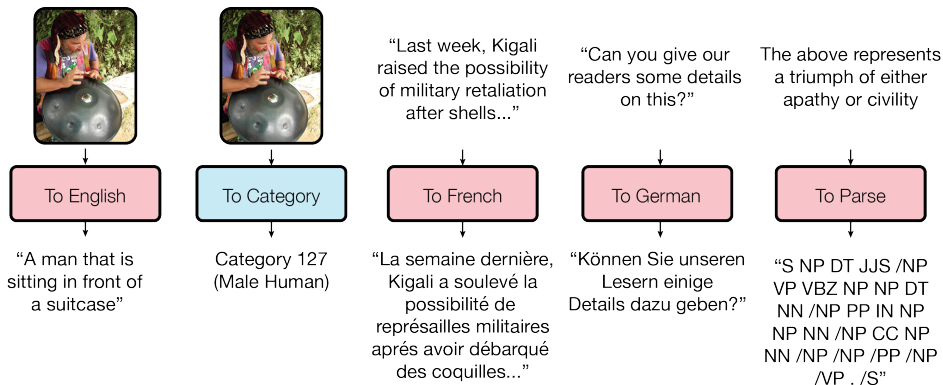 “Last week, Kigali
raised the possibility
of military retaliation
after shells...”
“Can you give our
readers some details
on this?”
The above represents
a triumph of either
apathy or civility
To English
To Category
To French
To German
To Parse
“A man that is
sitting in front of
a suitcase”
Category 127
(Male Human)
“La semaine dernière,
Kigali a soulevé la
possibilité de
représailles militaires
aprés avoir débarqué
des coquilles...”
“Können Sie unseren
Lesern einige
Details dazu geben?”
“S NP DT JJS /NP
VP VBZ NP NP DT
NN /NP PP IN NP
NP NN /NP CC NP
NN /NP /NP /PP /NP
/VP . /S”